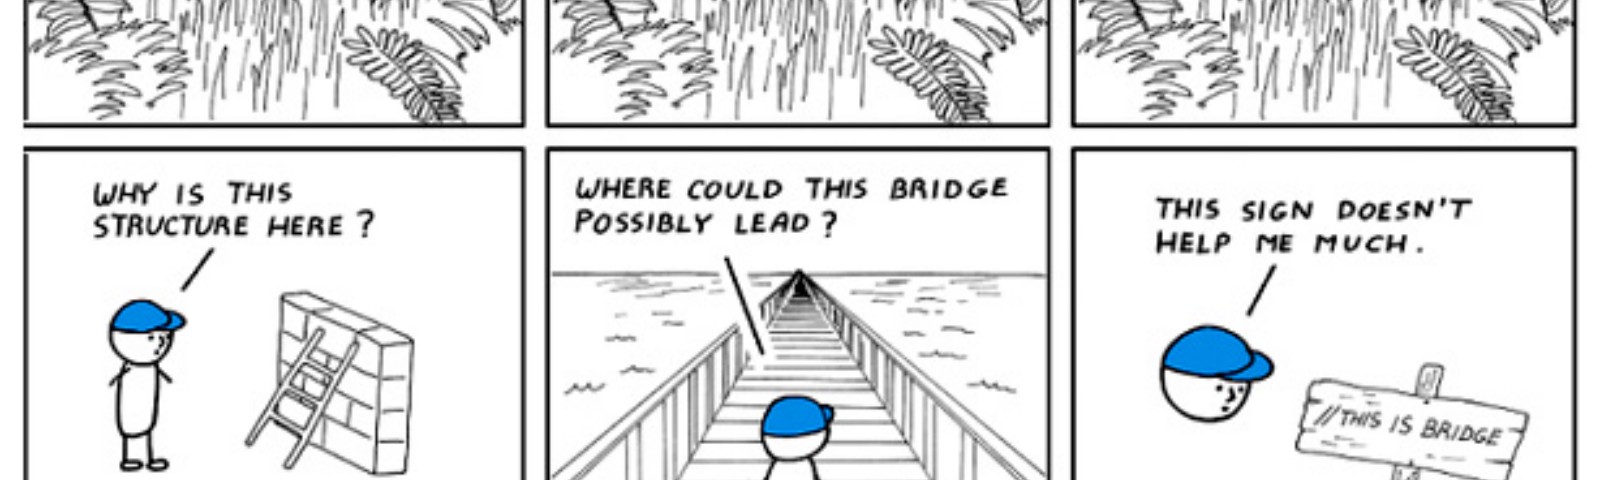 WHY IS THIS
STRUCTURE HERE?
WHERE COULD THIS BRIDGE
POSSIBLY LEAD?
THIS SIGN DOESN'T
HELP ME MUCH.
//THIS IS BRIDGE